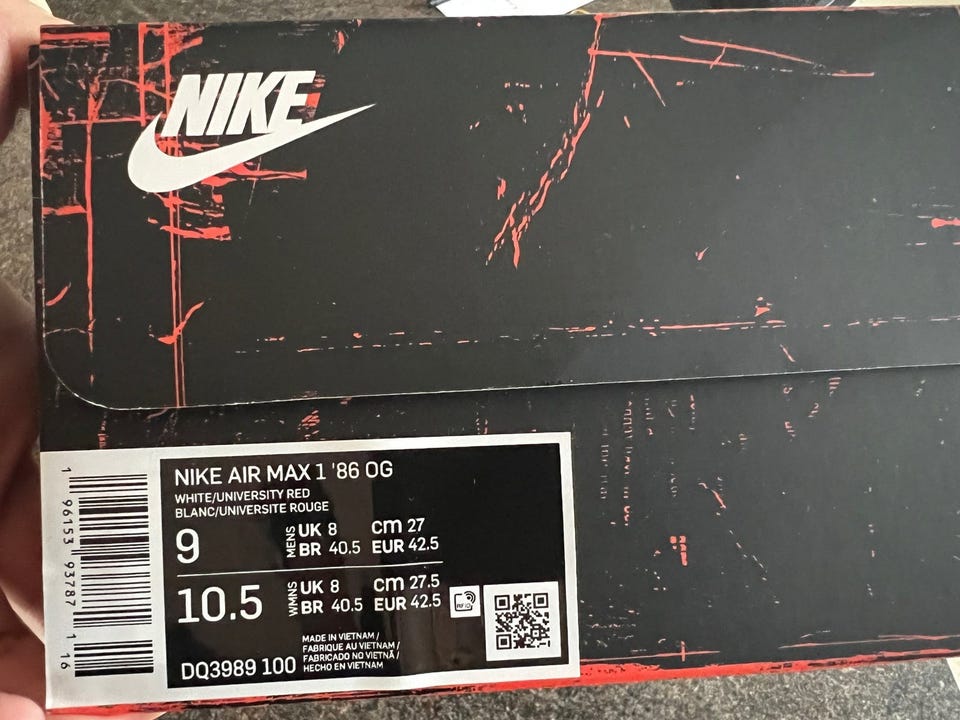 NIKE
NIKE AIR MAX 1 '86 OG
WHITE/UNIVERSITY RED
BLANC/UNIVERSITE ROUGE
9 MENS UK 8 cm 27
BR 40.5 EUR 42.5
10.5 WMNS UK 8 cm 27.5
BR 40.5 EUR 42.5
RFID
MADE IN VIETNAM /
FABRIQUE AU VIETNAM /
FABRICADO NO VIETNÃ /
HECHO EN VIETNAM
DQ3989 100
1 96153 93787 1 16